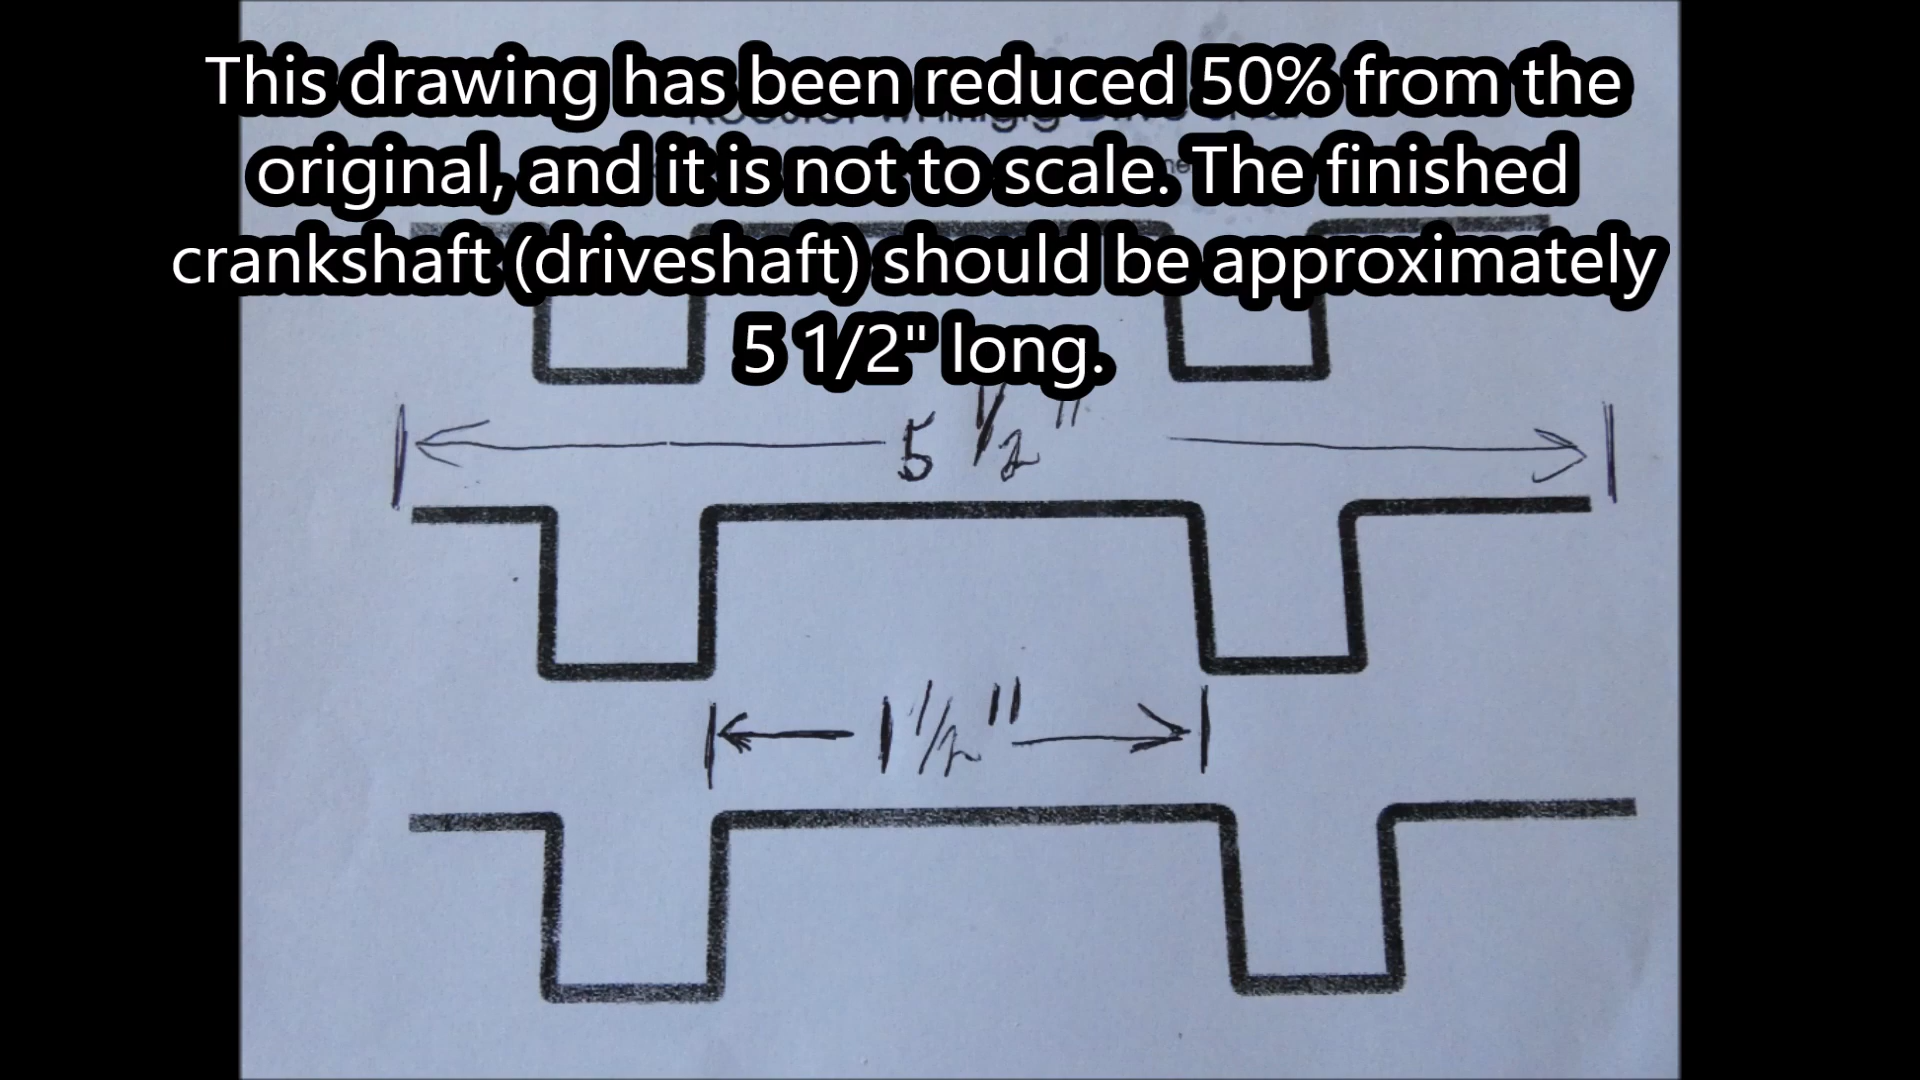 This drawing has been reduced 50% from the
original, and it is not to scale. The finished
crankshaft (driveshaft) should be approximately
5 1/2" long.
5 1/2"
1 1/2"